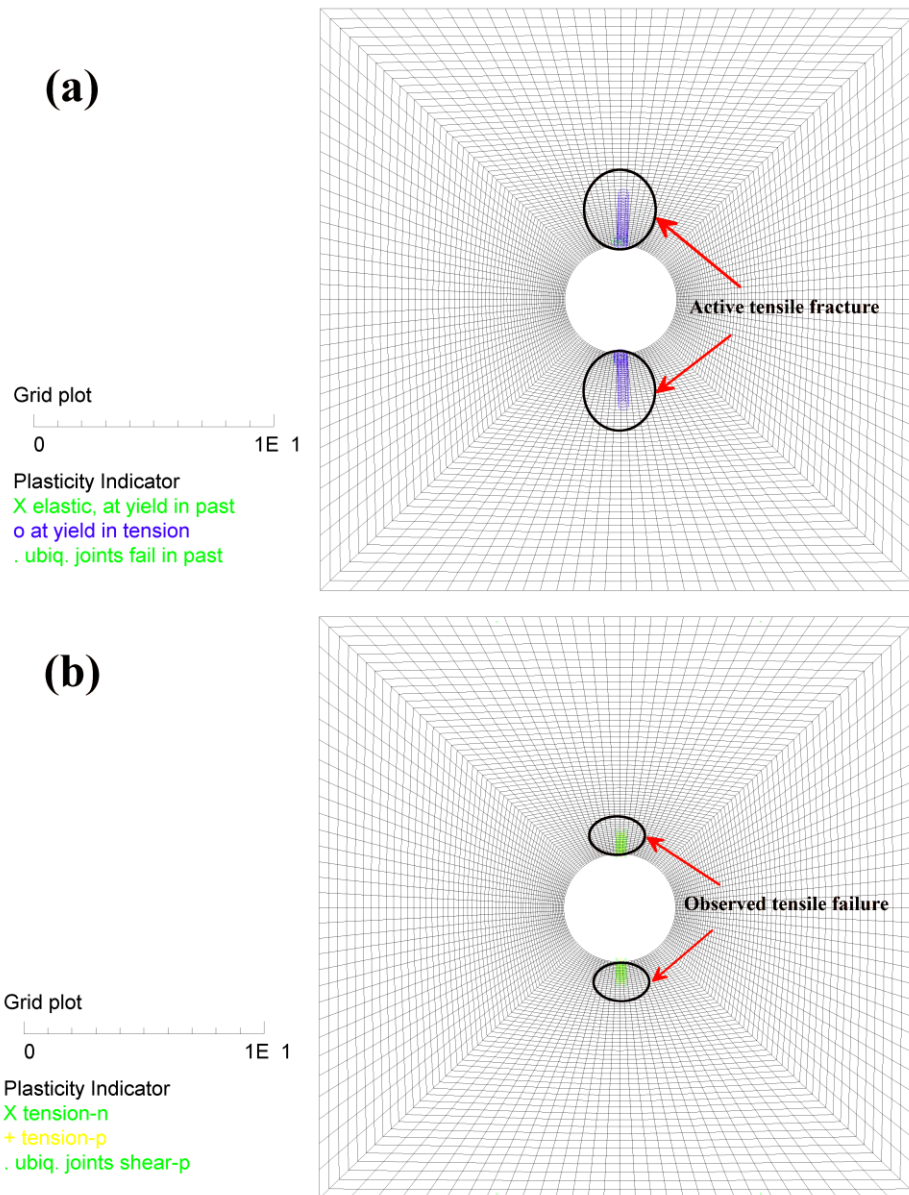 (a)
Active tensile fracture
Grid plot
0 1E 1
Plasticity Indicator
X elastic, at yield in past
o at yield in tension
. ubiq. joints fail in past
(b)
Observed tensile failure
Grid plot
0 1E 1
Plasticity Indicator
X tension-n
+ tension-p
. ubiq. joints shear-p